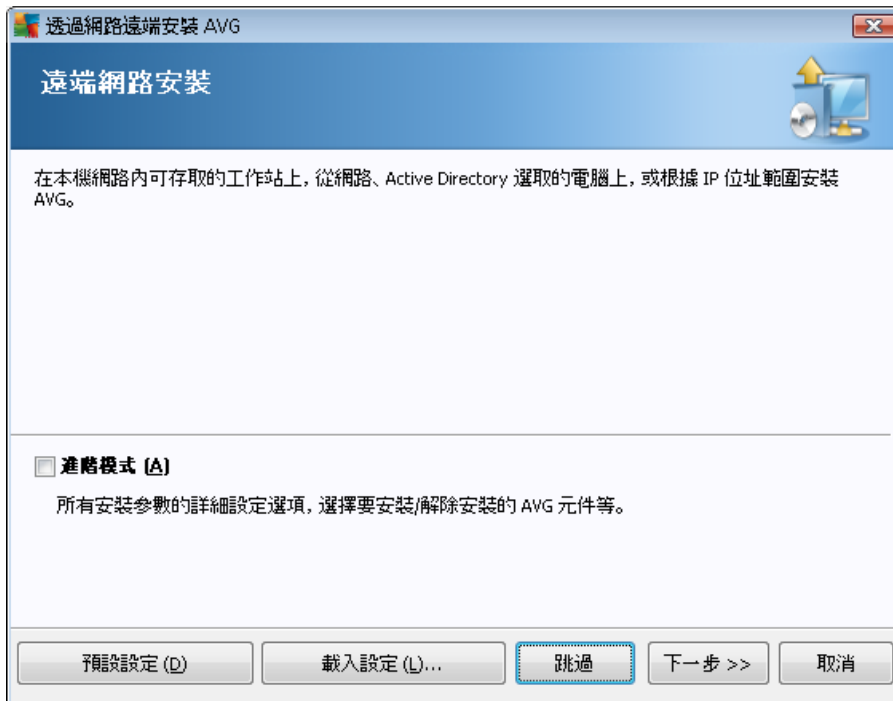 透過網路遠端安裝 AVG
遠端網路安裝
在本機網路內可存取的工作站上，從網路、Active Directory 選取的電腦上，或根據 IP 位址範圍安裝
AVG。
進階模式 (A)
所有安裝參數的詳細設定選項，選擇要安裝/解除安裝的 AVG 元件等。
預設設定 (D)
載入設定 (L)...
跳過
下一步 >>
取消